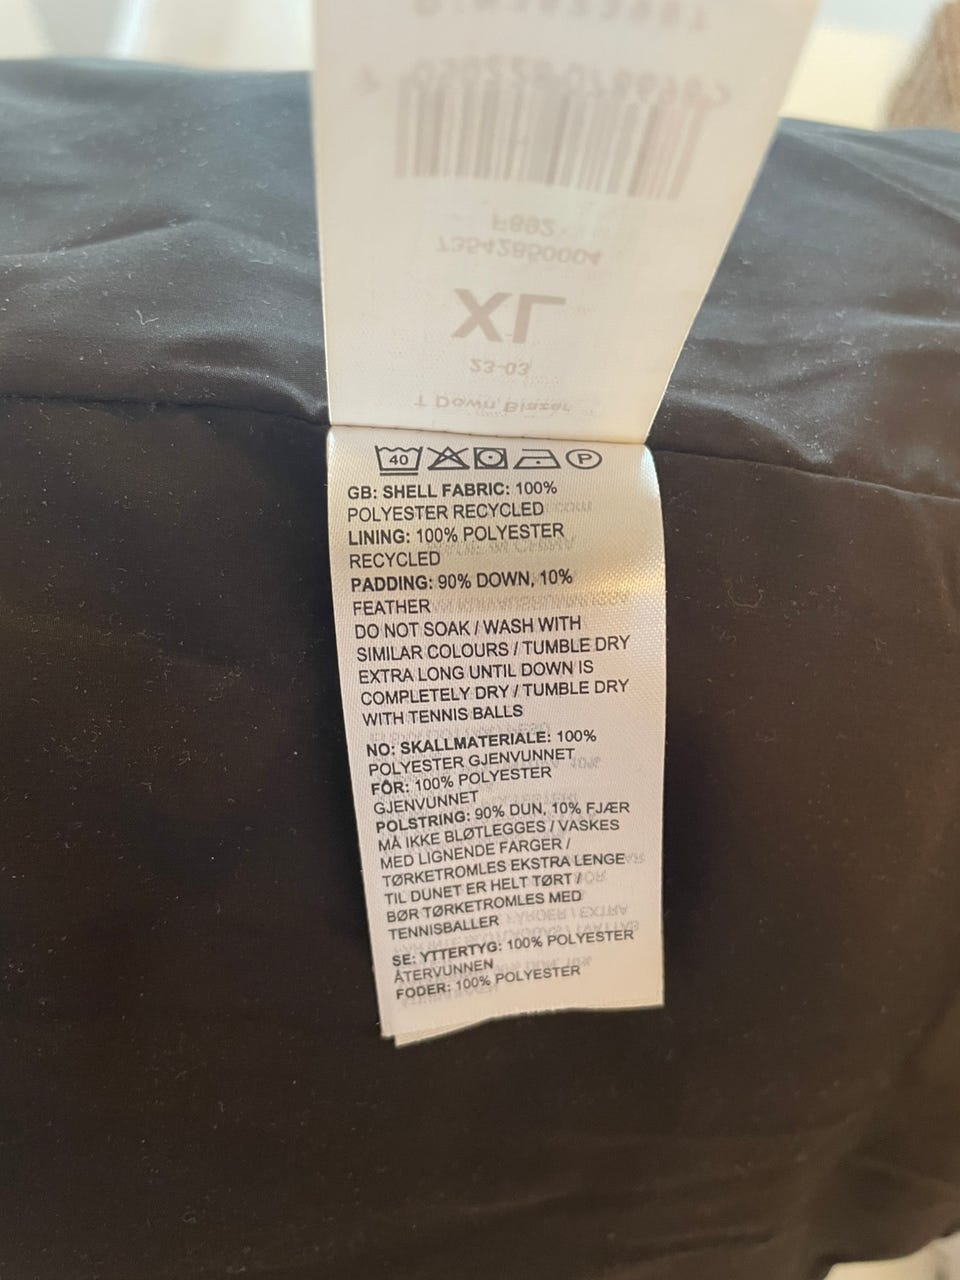 XL
23-03
T Down Blazer
40
P
GB: SHELL FABRIC: 100%
POLYESTER RECYCLED
LINING: 100% POLYESTER
RECYCLED
PADDING: 90% DOWN, 10%
FEATHER
DO NOT SOAK / WASH WITH
SIMILAR COLOURS / TUMBLE DRY
EXTRA LONG UNTIL DOWN IS
COMPLETELY DRY / TUMBLE DRY
WITH TENNIS BALLS
NO: SKALLMATERIALE: 100%
POLYESTER GJENVUNNET
FÔR: 100% POLYESTER
GJENVUNNET
POLSTRING: 90% DUN, 10% FJÆR
MÅ IKKE BLØTLEGGES / VASKES
MED LIGNENDE FARGER /
TØRKETROMLES EKSTRA LENGE
TIL DUNET ER HELT TØRT /
BØR TØRKETROMLES MED
TENNISBALLER
SE: YTTERTYG: 100% POLYESTER
ÅTERVUNNEN
FODER: 100% POLYESTER